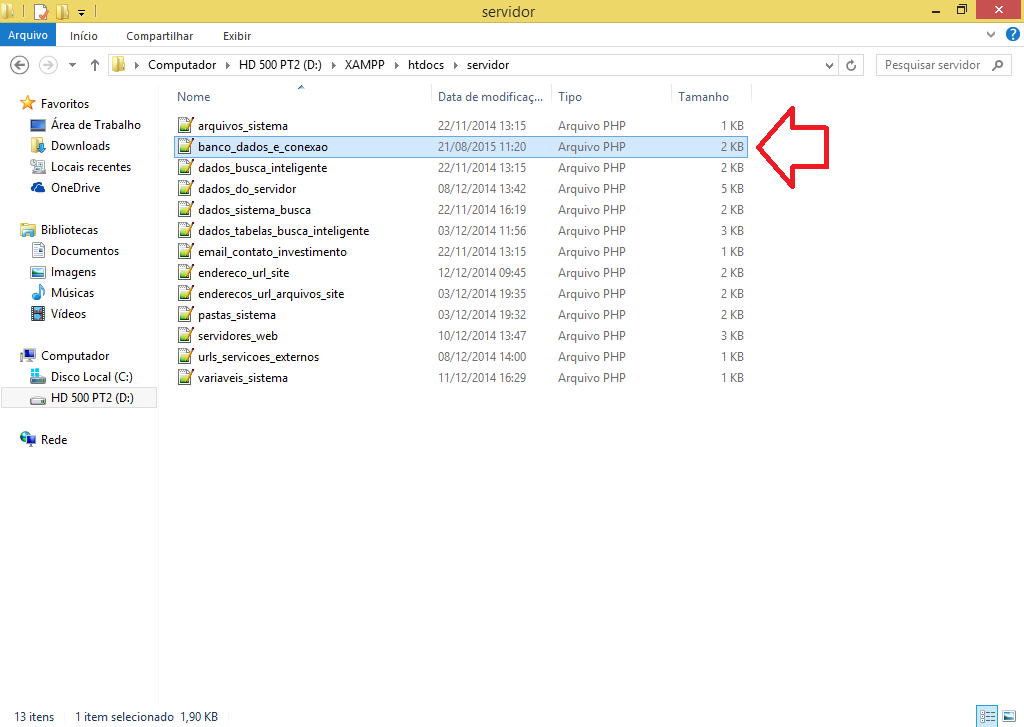 servidor
Arquivo Início Compartilhar Exibir
Computador HD 500 PT2 (D:) XAMPP htdocs servidor Pesquisar servidor
Nome Data de modificaç... Tipo Tamanho
Favoritos
Área de Trabalho
Downloads
Locais recentes
OneDrive
Bibliotecas
Documentos
Imagens
Músicas
Vídeos
Computador
Disco Local (C:)
HD 500 PT2 (D:)
Rede
arquivos_sistema 22/11/2014 13:15 Arquivo PHP 1 KB
banco_dados_e_conexao 21/08/2015 11:20 Arquivo PHP 2 KB
dados_busca_inteligente 22/11/2014 13:15 Arquivo PHP 2 KB
dados_do_servidor 08/12/2014 13:42 Arquivo PHP 5 KB
dados_sistema_busca 22/11/2014 16:19 Arquivo PHP 2 KB
dados_tabelas_busca_inteligente 03/12/2014 11:56 Arquivo PHP 3 KB
email_contato_investimento 22/11/2014 13:15 Arquivo PHP 1 KB
endereco_url_site 12/12/2014 09:45 Arquivo PHP 2 KB
enderecos_url_arquivos_site 03/12/2014 19:35 Arquivo PHP 2 KB
pastas_sistema 03/12/2014 19:32 Arquivo PHP 2 KB
servidores_web 10/12/2014 13:47 Arquivo PHP 3 KB
urls_servicoes_externos 08/12/2014 14:00 Arquivo PHP 1 KB
variaveis_sistema 11/12/2014 16:29 Arquivo PHP 1 KB
13 itens 1 item selecionado 1,90 KB